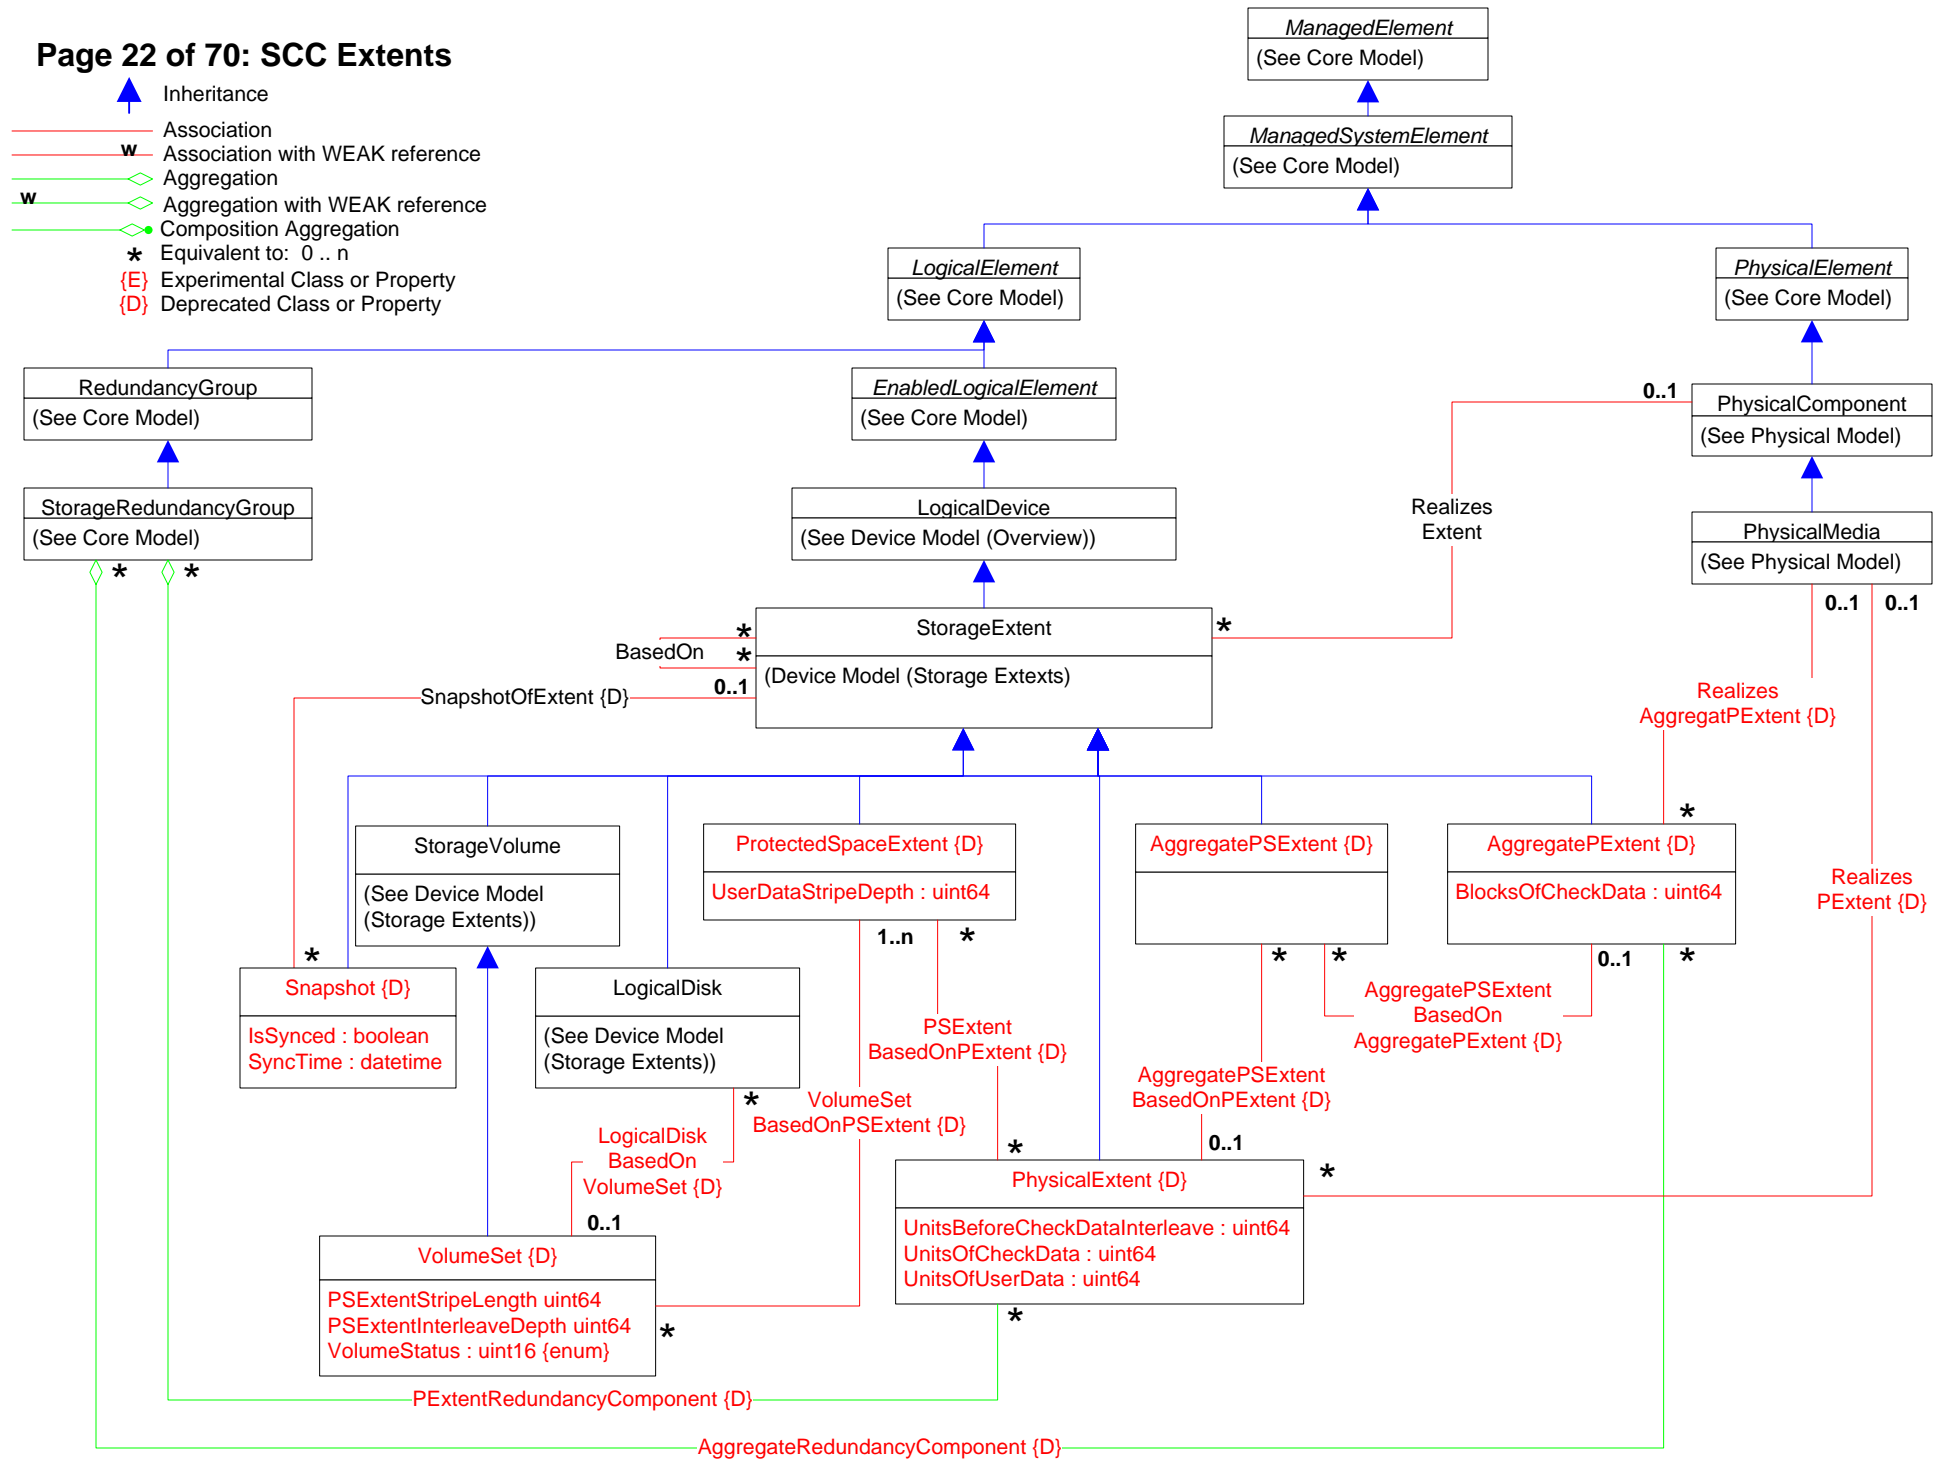 Page 22 of 70: SCC Extents
Inheritance
Association
w
Association with WEAK reference
Aggregation
w
Aggregation with WEAK reference
Composition Aggregation
* Equivalent to: 0 .. n
{E} Experimental Class or Property
{D} Deprecated Class or Property
ManagedElement
(See Core Model)
ManagedSystemElement
(See Core Model)
LogicalElement
(See Core Model)
PhysicalElement
(See Core Model)
RedundancyGroup
(See Core Model)
EnabledLogicalElement
(See Core Model)
0..1
PhysicalComponent
(See Physical Model)
StorageRedundancyGroup
(See Core Model)
*
*
LogicalDevice
(See Device Model (Overview))
Realizes
Extent
PhysicalMedia
(See Physical Model)
0..1
0..1
StorageExtent
(Device Model (Storage Extexts)
*
BasedOn
*
*
0..1
SnapshotOfExtent {D}
Realizes
AggregatPExtent {D}
*
StorageVolume
(See Device Model
(Storage Extents))
ProtectedSpaceExtent {D}
UserDataStripeDepth : uint64
1..n
*
AggregatePSExtent {D}
*
*
AggregatePExtent {D}
BlocksOfCheckData : uint64
0..1
*
Realizes
PExtent {D}
*
Snapshot {D}
IsSynced : boolean
SyncTime : datetime
LogicalDisk
(See Device Model
(Storage Extents))
*
PSExtent
BasedOnPExtent {D}
AggregatePSExtent
BasedOn
AggregatePExtent {D}
AggregatePSExtent
BasedOnPExtent {D}
VolumeSet
BasedOnPSExtent {D}
LogicalDisk
BasedOn
VolumeSet {D}
0..1
*
0..1
*
PhysicalExtent {D}
UnitsBeforeCheckDataInterleave : uint64
UnitsOfCheckData : uint64
UnitsOfUserData : uint64
*
VolumeSet {D}
PSExtentStripeLength uint64
PSExtentInterleaveDepth uint64
VolumeStatus : uint16 {enum}
*
PExtentRedundancyComponent {D}
AggregateRedundancyComponent {D}